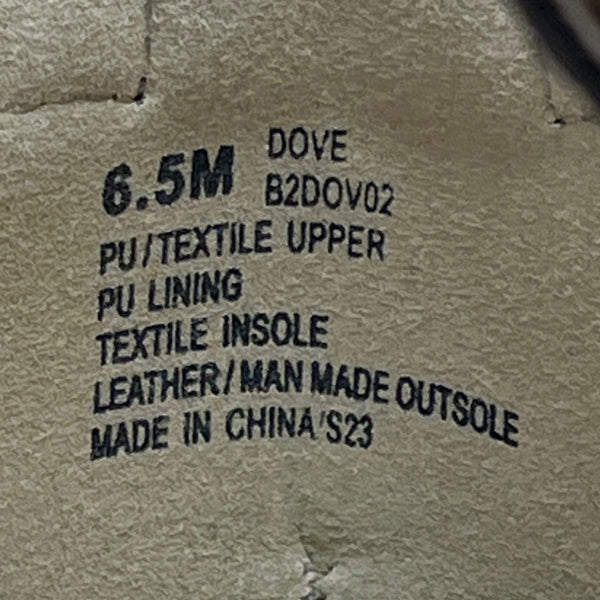 6.5M DOVE
B2DOV02
PU/TEXTILE UPPER
PU LINING
TEXTILE INSOLE
LEATHER/MAN MADE OUTSOLE
MADE IN CHINA'S23